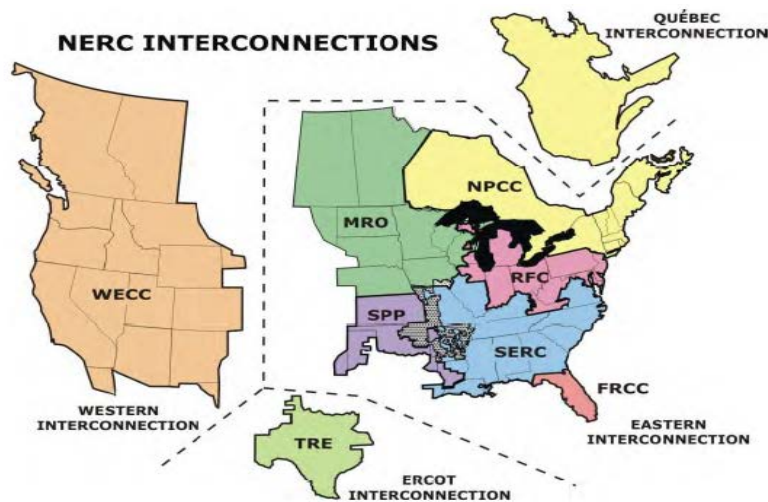 QUÉBEC
INTERCONNECTION
NERC INTERCONNECTIONS
NPCC
MRO
RFC
WECC
SPP
SERC
FRCC
WESTERN
INTERCONNECTION
EASTERN
INTERCONNECTION
TRE
ERCOT
INTERCONNECTION